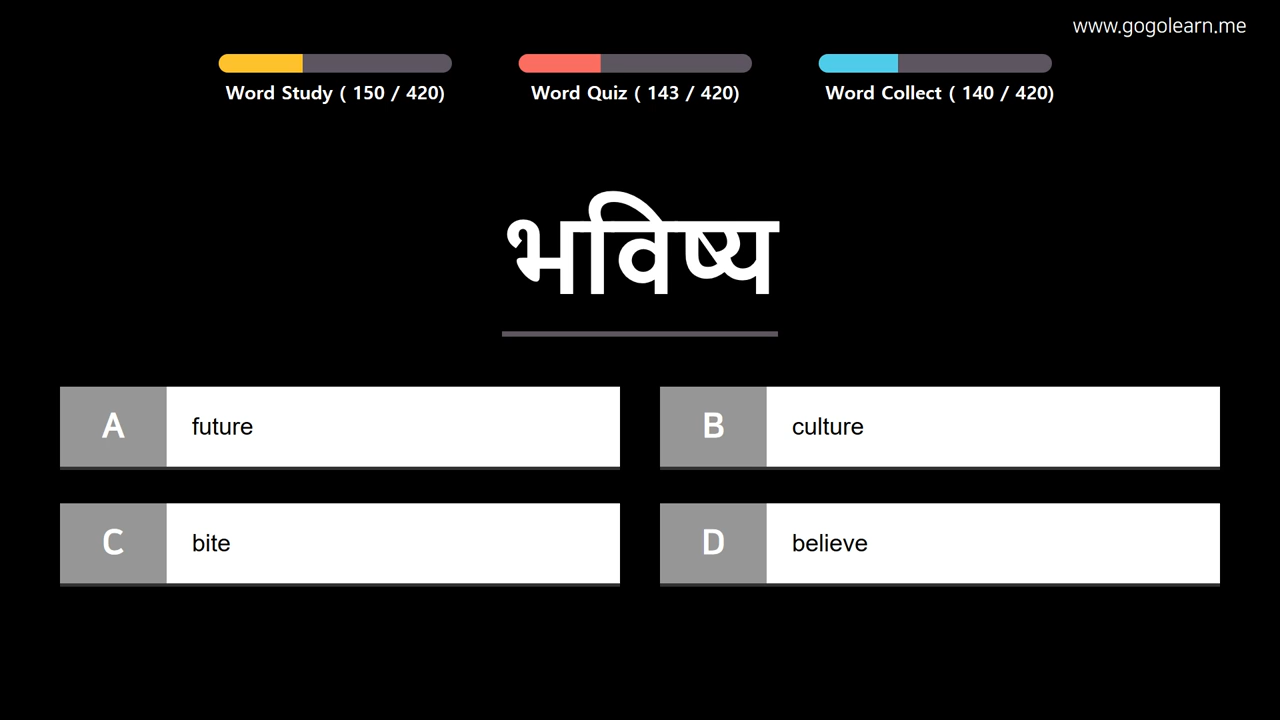 www.gogolearn.me
Word Study ( 150 / 420)
Word Quiz ( 143 / 420)
Word Collect ( 140 / 420)
भविष्य
A future
B culture
C bite
D believe